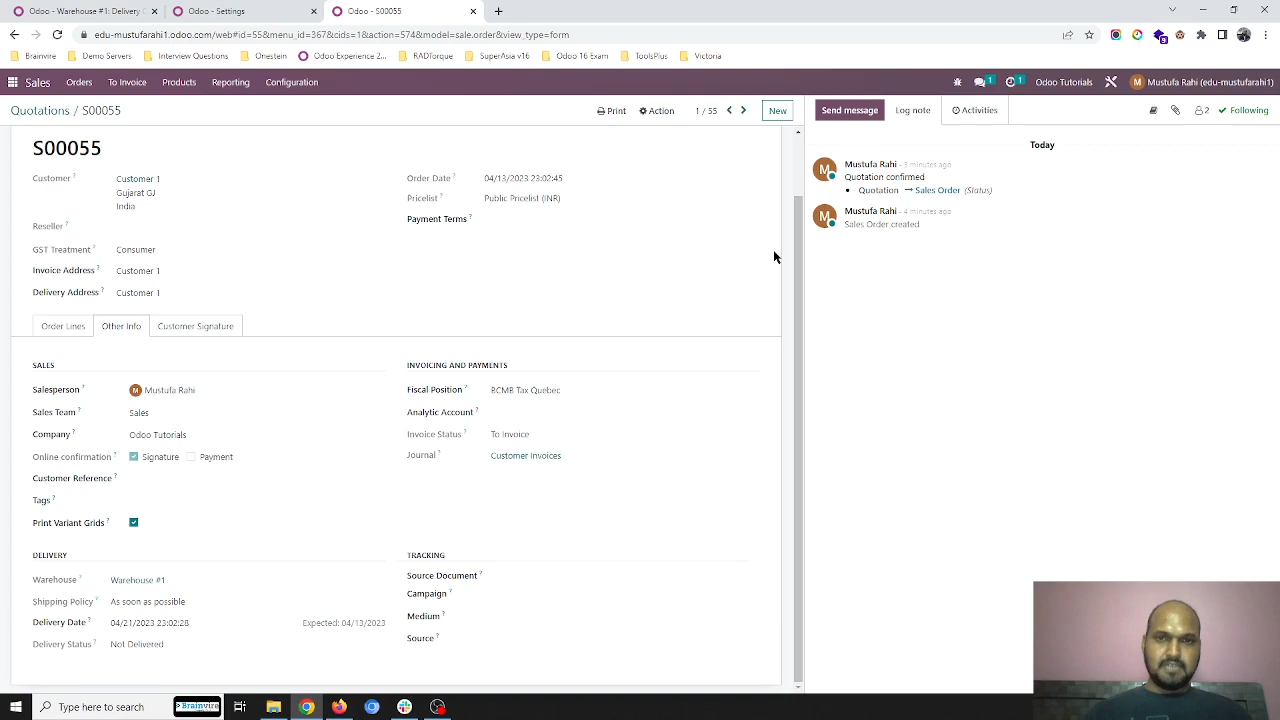 Odoo - Warehouse #1: Delivery O
Odoo - Settings
Odoo - S00055
edu-mustufarahi1.odoo.com/web#id=55&menu_id=367&cids=1&action=574&model=sale.order&view_type=form
Brainvire
Demo Servers
Interview Questions
Onestein
Odoo Experience 2...
RADTorque
SuperAsia v16
Odoo 16 Exam
ToolsPlus
Victoria
Sales Orders To Invoice Products Reporting Configuration
1 1 Odoo Tutorials M Mustufa Rahi (edu-mustufarahi1)
Quotations / S00055
Print Action 1 / 55 New
Send message Log note Activities 2 Following
S00055
Customer ? Customer 1
Gujarat GJ
India
Reseller ?
GST Treatment ? Consumer
Invoice Address ? Customer 1
Delivery Address ? Customer 1
Order Date ? 04/13/2023 23:02:45
Pricelist ? Public Pricelist (INR)
Payment Terms ?
Order Lines Other Info Customer Signature
SALES
Salesperson ? M Mustufa Rahi
Sales Team ? Sales
Company ? Odoo Tutorials
Online confirmation ? Signature Payment
Customer Reference ?
Tags ?
Print Variant Grids ?
INVOICING AND PAYMENTS
Fiscal Position ? BCMB Tax Quebec
Analytic Account ?
Invoice Status ? To Invoice
Journal ? Customer Invoices
DELIVERY
Warehouse ? Warehouse #1
Shipping Policy ? As soon as possible
Delivery Date ? 04/21/2023 23:02:28 Expected: 04/13/2023
Delivery Status ? Not Delivered
TRACKING
Source Document ?
Campaign ?
Medium ?
Source ?
Today
M Mustufa Rahi - 3 minutes ago
Quotation confirmed
• Quotation → Sales Order (Status)
M Mustufa Rahi - 4 minutes ago
Sales Order created
Type here to search
> Brainvire